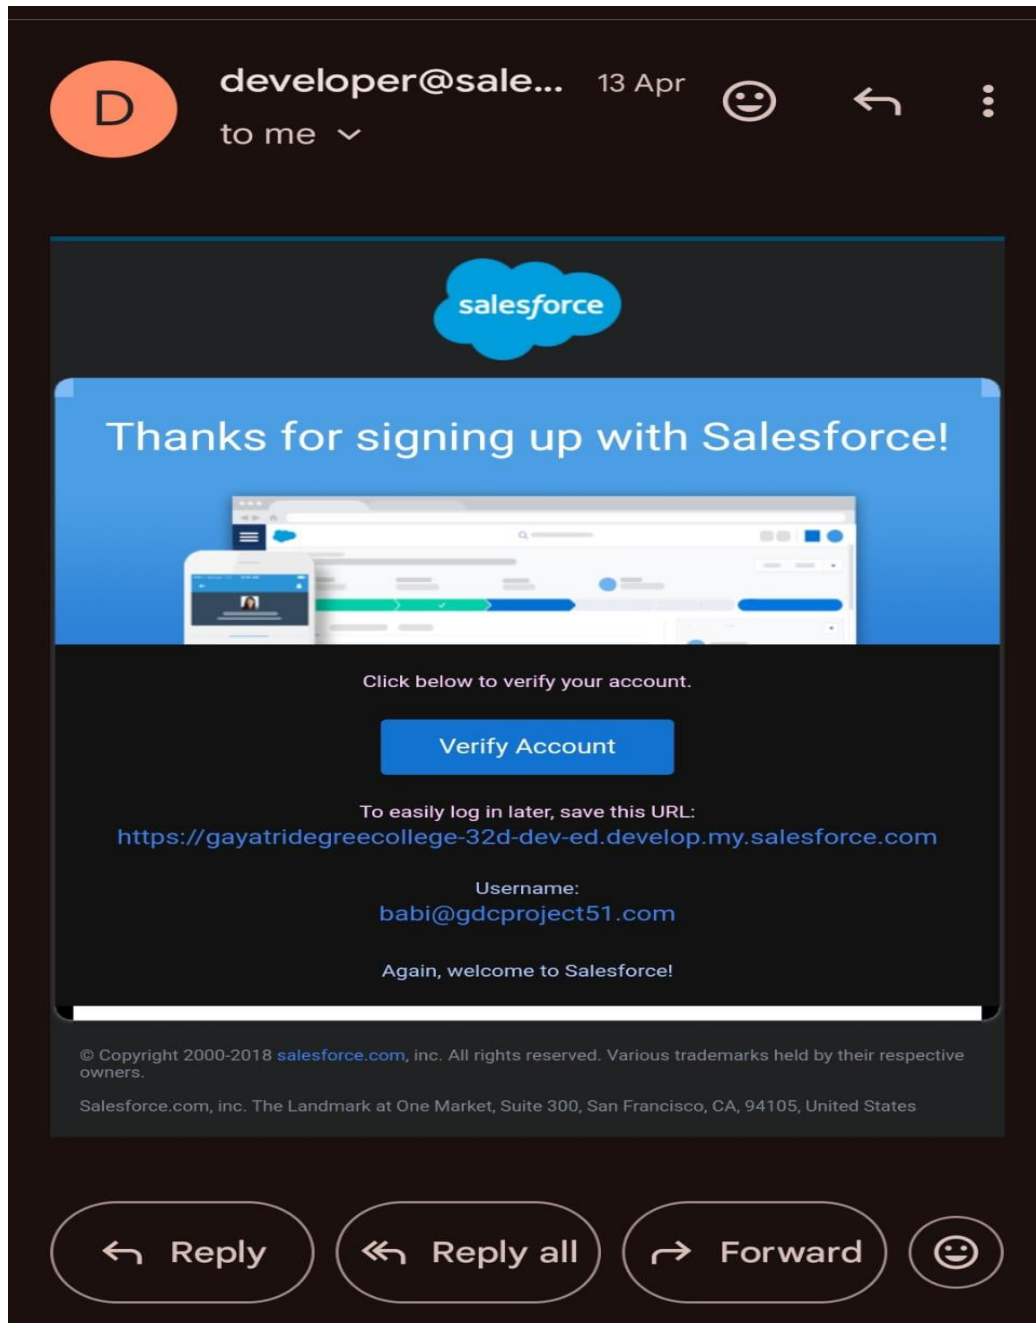 D
developer@sale... 13 Apr
to me
salesforce
Thanks for signing up with Salesforce!
Click below to verify your account.
Verify Account
To easily log in later, save this URL:
https://gayatridegreecollege-32d-dev-ed.develop.my.salesforce.com
Username:
babi@gdcproject51.com
Again, welcome to Salesforce!
© Copyright 2000-2018 salesforce.com, inc. All rights reserved. Various trademarks held by their respective
owners.
Salesforce.com, inc. The Landmark at One Market, Suite 300, San Francisco, CA, 94105, United States
Reply
Reply all
Forward